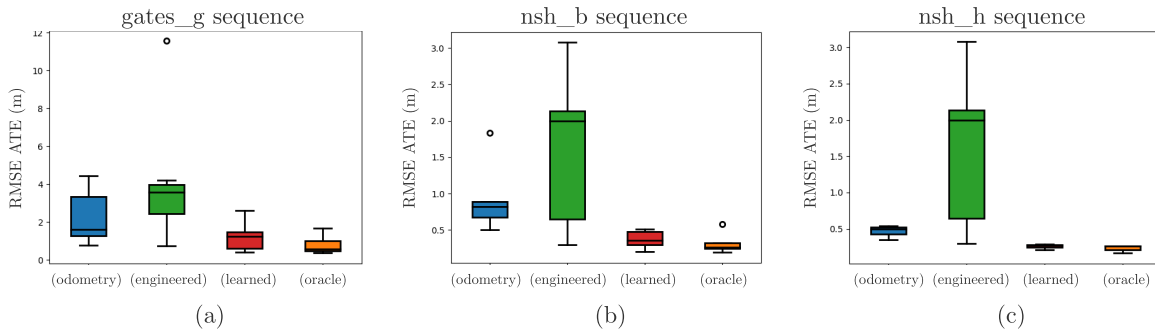 gates_g sequence
RMSE ATE (m)
12
10
8
6
4
2
0
(odometry) (engineered) (learned) (oracle)
(a)
nsh_b sequence
RMSE ATE (m)
3.0
2.5
2.0
1.5
1.0
0.5
(odometry) (engineered) (learned) (oracle)
(b)
nsh_h sequence
RMSE ATE (m)
3.0
2.5
2.0
1.5
1.0
0.5
(odometry) (engineered) (learned) (oracle)
(c)